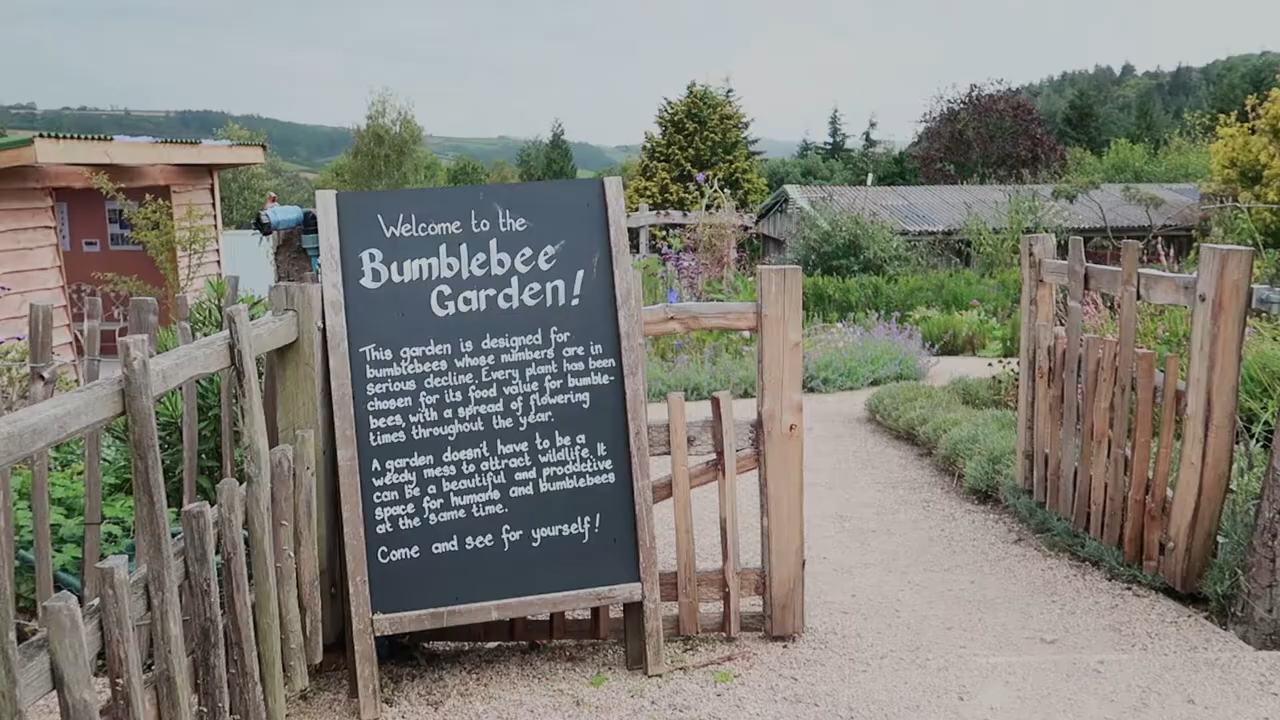 Welcome to the
Bumblebee
Garden!
This garden is designed for
bumblebees whose numbers are in
serious decline. Every plant has been
chosen for its food value for bumble-
bees, with a spread of flowering
times throughout the year.
A garden doesn't have to be a
weedy mess to attract wildlife. It
can be a beautiful and productive
space for humans and bumblebees
at the same time.
Come and see for yourself!